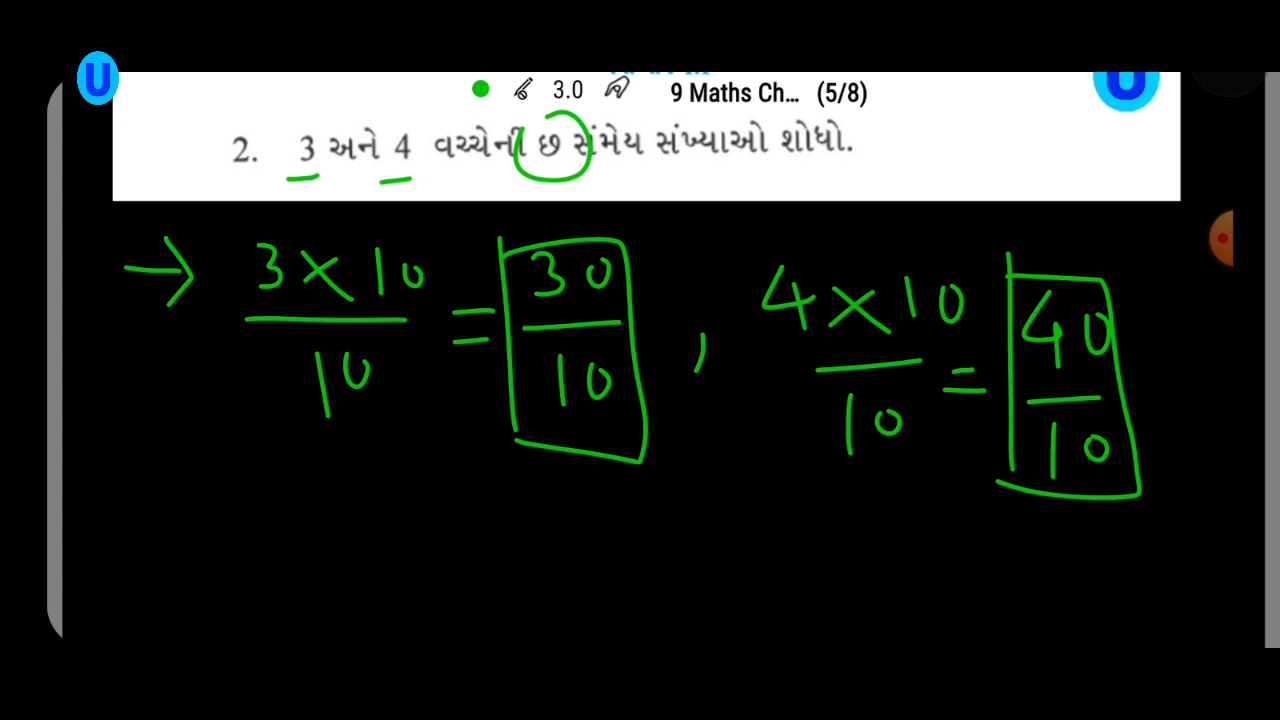 U
U
3.0 9 Maths Ch... (5/8)
2. 3 અને 4 વચ્ચેની છ સંમેય સંખ્યાઓ શોધો.
→ 3 × 10 / 10 = 30 / 10 , 4 × 10 / 10 = 40 / 10